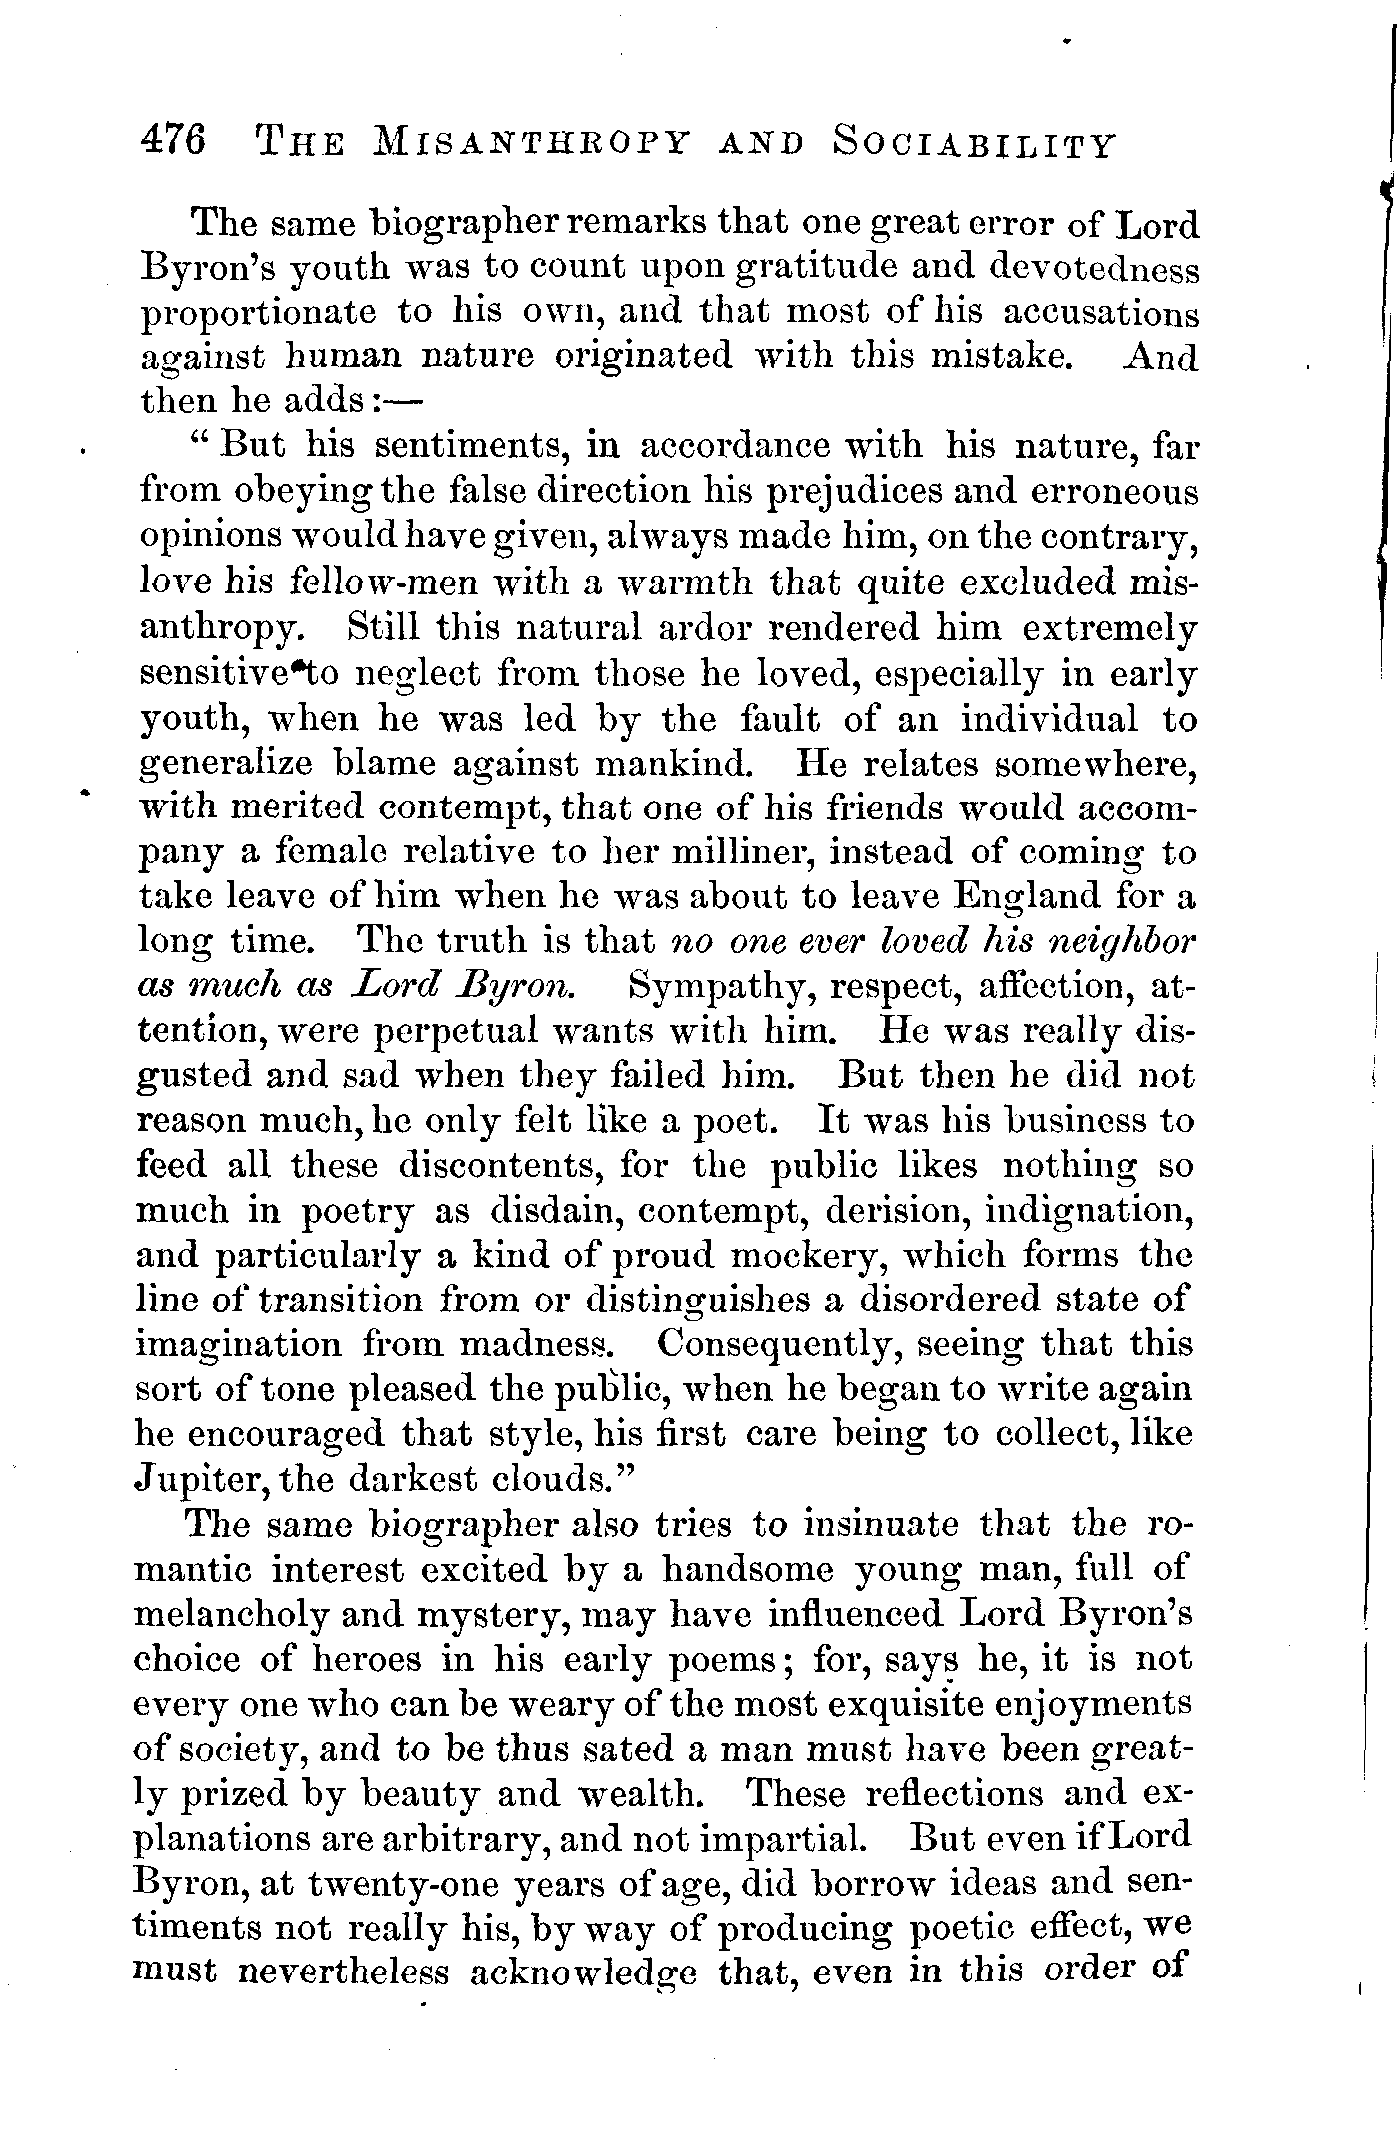 476 THE MISANTHROPY AND SOCIABILITY
The same biographer remarks that one great error of Lord
Byron's youth was to count upon gratitude and devotedness
proportionate to his own, and that most of his accusations
against human nature originated with this mistake. And
then he adds:—
"But his sentiments, in accordance with his nature, far
from obeying the false direction his prejudices and erroneous
opinions would have given, always made him, on the contrary,
love his fellow-men with a warmth that quite excluded mis-
anthropy. Still this natural ardor rendered him extremely
sensitive to neglect from those he loved, especially in early
youth, when he was led by the fault of an individual to
generalize blame against mankind. He relates somewhere,
with merited contempt, that one of his friends would accom-
pany a female relative to her milliner, instead of coming to
take leave of him when he was about to leave England for a
long time. The truth is that no one ever loved his neighbor
as much as Lord Byron. Sympathy, respect, affection, at-
tention, were perpetual wants with him. He was really dis-
gusted and sad when they failed him. But then he did not
reason much, he only felt like a poet. It was his business to
feed all these discontents, for the public likes nothing so
much in poetry as disdain, contempt, derision, indignation,
and particularly a kind of proud mockery, which forms the
line of transition from or distinguishes a disordered state of
imagination from madness. Consequently, seeing that this
sort of tone pleased the public, when he began to write again
he encouraged that style, his first care being to collect, like
Jupiter, the darkest clouds."
The same biographer also tries to insinuate that the ro-
mantic interest excited by a handsome young man, full of
melancholy and mystery, may have influenced Lord Byron's
choice of heroes in his early poems; for, says he, it is not
every one who can be weary of the most exquisite enjoyments
of society, and to be thus sated a man must have been great-
ly prized by beauty and wealth. These reflections and ex-
planations are arbitrary, and not impartial. But even if Lord
Byron, at twenty-one years of age, did borrow ideas and sen-
timents not really his, by way of producing poetic effect, we
must nevertheless acknowledge that, even in this order of